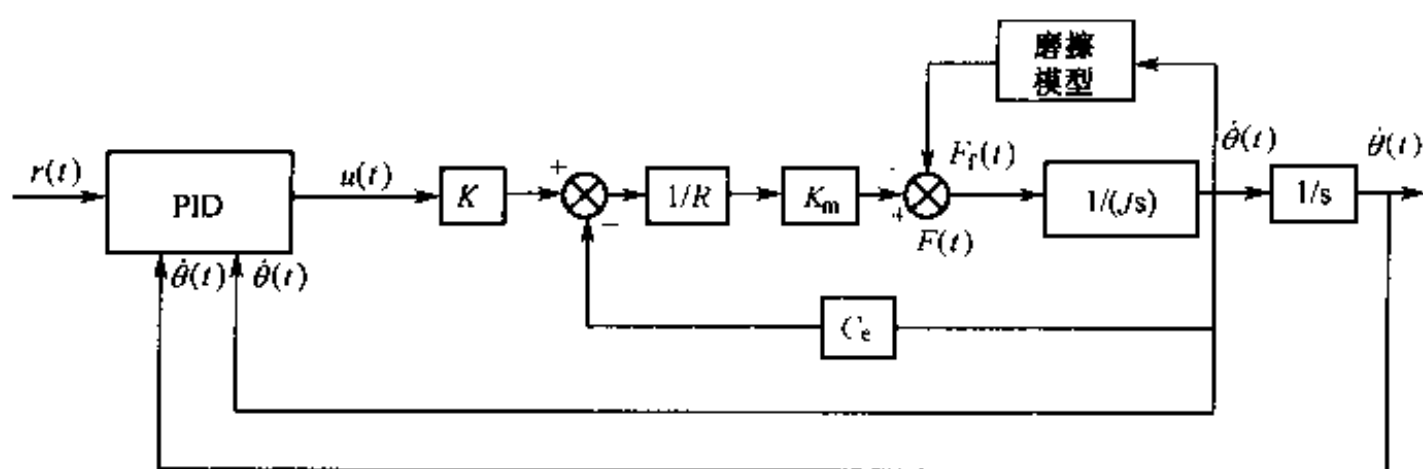 磨擦
模型
r(t)
PID
u(t)
K
+
−
1/R
K_m
-
+
F_f(t)
F(t)
1/(Js)
θ̇(t)
1/s
θ̇(t)
θ̇(t)
θ̇(t)
C_e